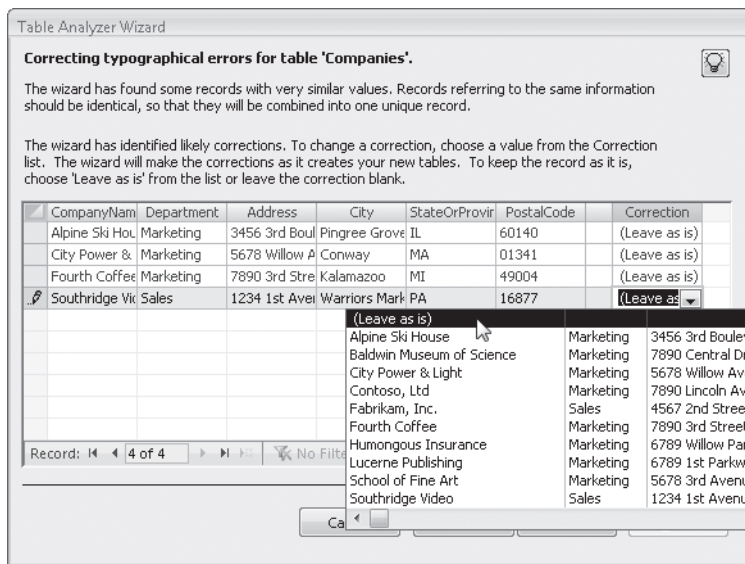 Table Analyzer Wizard
Correcting typographical errors for table 'Companies'.
The wizard has found some records with very similar values. Records referring to the same information
should be identical, so that they will be combined into one unique record.
The wizard has identified likely corrections. To change a correction, choose a value from the Correction
list. The wizard will make the corrections as it creates your new tables. To keep the record as it is,
choose 'Leave as is' from the list or leave the correction blank.
CompanyNam Department Address City StateOrProvir PostalCode Correction
Alpine Ski Hou Marketing 3456 3rd Boul Pingree Grove IL 60140 (Leave as is)
City Power & Marketing 5678 Willow A Conway MA 01341 (Leave as is)
Fourth Coffee Marketing 7890 3rd Stre Kalamazoo MI 49004 (Leave as is)
Southridge Vic Sales 1234 1st Aver Warriors Mark PA 16877 (Leave as
(Leave as is)
Alpine Ski House Marketing 3456 3rd Boulev
Baldwin Museum of Science Marketing 7890 Central Dr
City Power & Light Marketing 5678 Willow Av
Contoso, Ltd Marketing 7890 Lincoln Av
Fabrikam, Inc. Sales 4567 2nd Stree
Fourth Coffee Marketing 7890 3rd Street
Humongous Insurance Marketing 6789 Willow Par
Lucerne Publishing Marketing 6789 1st Parkw
School of Fine Art Marketing 5678 3rd Avenu
Southridge Video Sales 1234 1st Avenu
Record: 4 of 4 No Filte
Ca